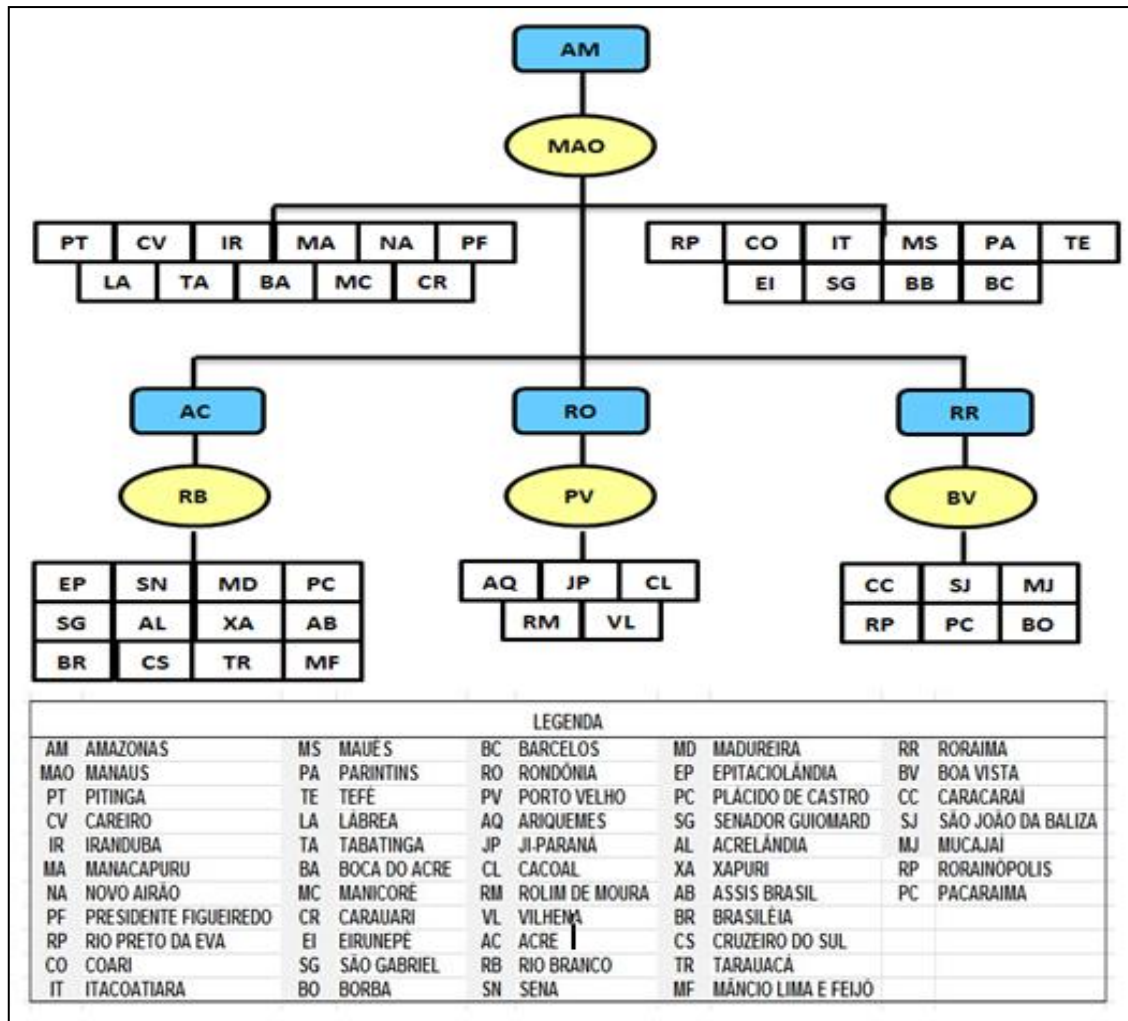 AM
MAO
PT CV IR MA NA PF RP CO IT MS PA TE
LA TA BA MC CR EI SG BB BC
AC RO RR
RB PV BV
EP SN MD PC AQ JP CL CC SJ MJ
SG AL XA AB RM VL RP PC BO
BR CS TR MF
LEGENDA
AM AMAZONAS MS MAUÉS BC BARCELOS MD MADUREIRA RR RORAIMA
MAO MANAUS PA PARINTINS RO RONDÔNIA EP EPITACIOLÂNDIA BV BOA VISTA
PT PITINGA TE TEFÉ PV PORTO VELHO PC PLÁCIDO DE CASTRO CC CARACARAÍ
CV CAREIRO LA LÁBREA AQ ARIQUEMES SG SENADOR GUIOMARD SJ SÃO JOÃO DA BALIZA
IR IRANDUBA TA TABATINGA JP JI-PARANÁ AL ACRELÂNDIA MJ MUCAJAÍ
MA MANACAPURU BA BOCA DO ACRE CL CACOAL XA XAPURI RP RORAINÓPOLIS
NA NOVO AIRÃO MC MANICORÉ RM ROLIM DE MOURA AB ASSIS BRASIL PC PACARAIMA
PF PRESIDENTE FIGUEIREDO CR CARAUARI VL VILHENA BR BRASILÉIA
RP RIO PRETO DA EVA EI EIRUNEPÉ AC ACRE CS CRUZEIRO DO SUL
CO COARI SG SÃO GABRIEL RB RIO BRANCO TR TARAUACÁ
IT ITACOATIARA BO BORBA SN SENA MF MÂNCIO LIMA E FEIJÓ